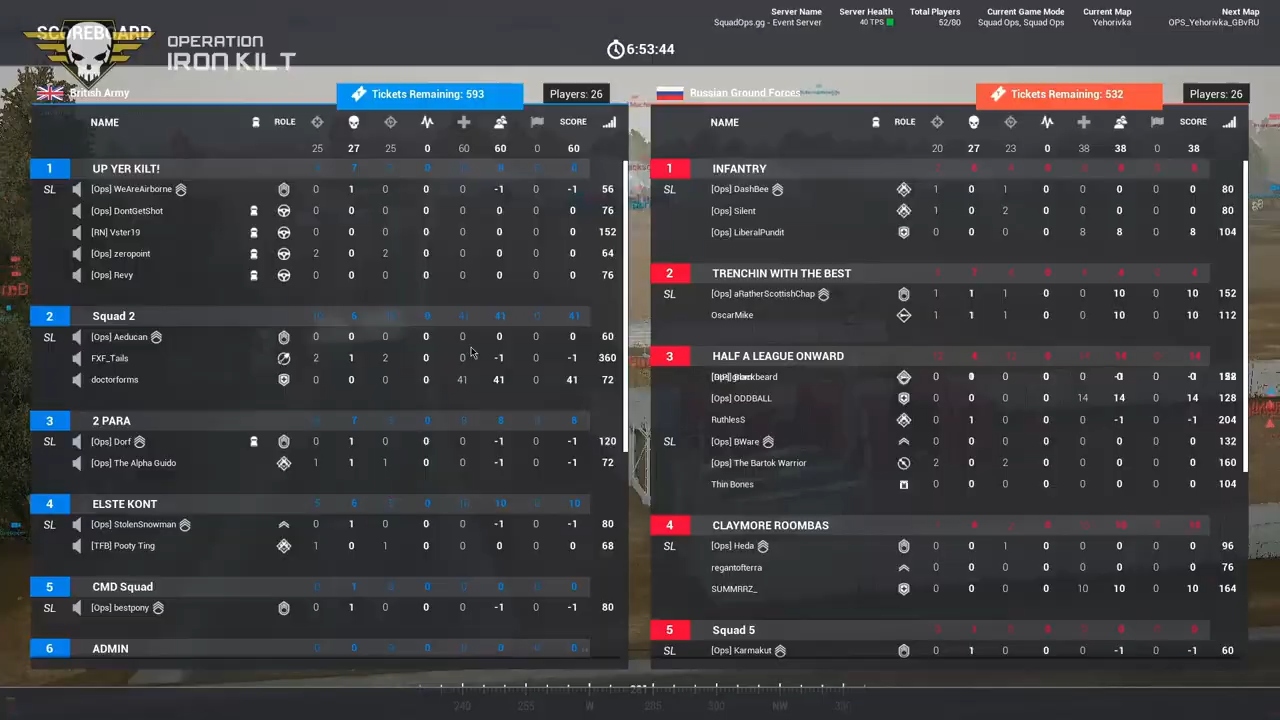 Server Name
SquadOps.gg - Event Server
Server Health
40 TPS
Total Players
52/80
Current Game Mode
Squad Ops, Squad Ops
Current Map
Yehorivka
Next Map
OPS_Yehorivka_GBvRU
SCOREBOARD
OPERATION
IRON KILT
6:53:44
British Army
Tickets Remaining: 593
Players: 26
NAME ROLE SCORE
25 27 25 0 60 60 0 60
1 UP YER KILT!
SL [Ops] WeAreAirborne 0 1 0 0 0 -1 0 -1 56
[Ops] DontGetShot 0 0 0 0 0 0 0 0 76
[RN] Vster19 0 0 0 0 0 0 0 0 152
[Ops] zeropoint 2 0 2 0 0 0 0 0 64
[Ops] Revy 0 0 0 0 0 0 0 0 76
2 Squad 2
SL [Ops] Aeducan 0 0 0 0 0 0 0 0 60
FXF_Tails 2 1 2 0 0 -1 0 -1 360
doctorforms 0 0 0 0 41 41 0 41 72
3 2 PARA
SL [Ops] Dorf 0 1 0 0 0 -1 0 -1 120
[Ops] The Alpha Guido 1 1 1 0 0 -1 0 -1 72
4 ELSTE KONT
SL [Ops] StolenSnowman 0 1 0 0 0 -1 0 -1 80
[TFB] Pooty Ting 1 0 1 0 0 0 0 0 68
5 CMD Squad
SL [Ops] bestpony 0 1 0 0 0 -1 0 -1 80
6 ADMIN
Russian Ground Forces
Tickets Remaining: 532
Players: 26
NAME ROLE SCORE
20 27 23 0 38 38 0 38
1 INFANTRY
SL [Ops] DashBee 1 0 1 0 0 0 0 0 80
[Ops] Silent 1 0 2 0 0 0 0 0 80
[Ops] LiberalPundit 0 0 0 0 8 8 0 8 104
2 TRENCHIN WITH THE BEST
SL [Ops] aRatherScottishChap 1 1 1 0 0 10 0 10 152
OscarMike 1 1 1 0 0 10 0 10 112
3 HALF A LEAGUE ONWARD
[Ops] ODDBALL 0 0 0 0 14 14 0 14 128
RuthlesS 0 1 0 0 0 -1 0 -1 204
SL [Ops] BWare 0 0 0 0 0 0 0 0 132
[Ops] The Bartok Warrior 2 0 2 0 0 0 0 0 160
Thin Bones 0 0 0 0 0 0 0 0 104
4 CLAYMORE ROOMBAS
SL [Ops] Heda 0 0 1 0 0 0 0 0 96
regantofterra 0 0 0 0 0 0 0 0 76
SUMMRRZ_ 0 0 0 0 10 10 0 10 164
5 Squad 5
SL [Ops] Karmakut 0 1 0 0 0 -1 0 -1 60
240 255 W 281 285 300 NW 330